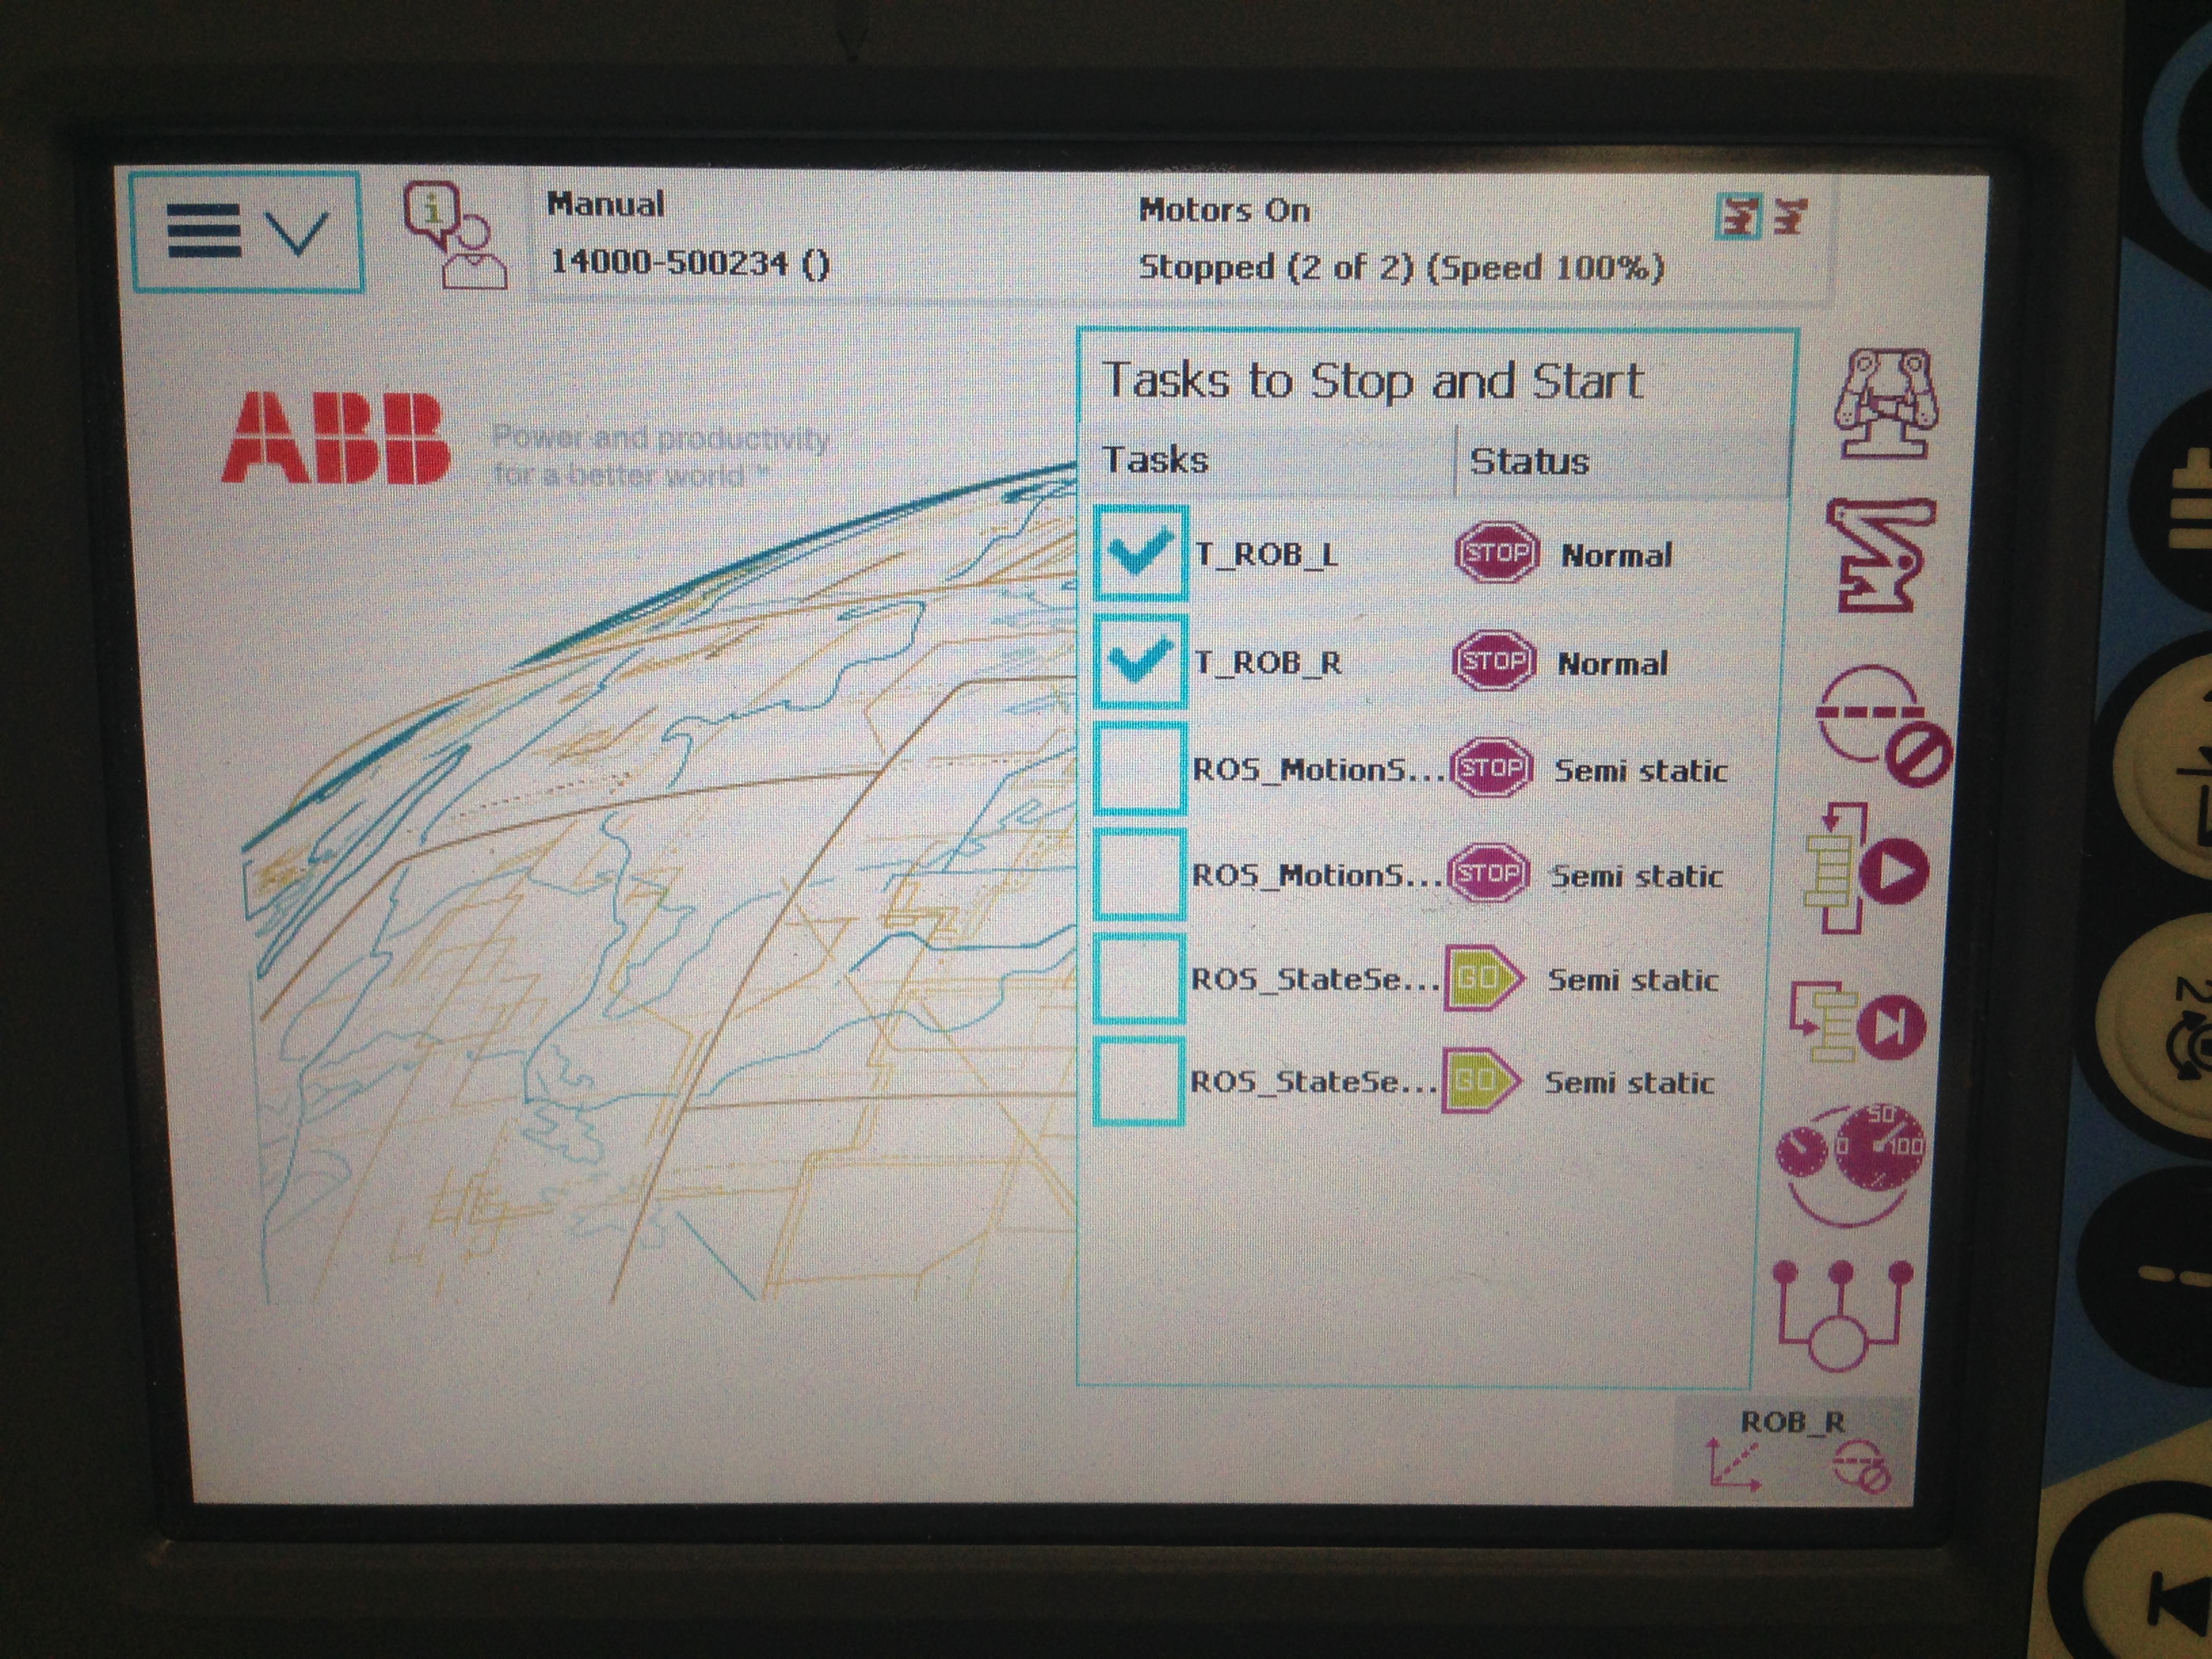 Manual
14000-500234 ()
Motors On
Stopped (2 of 2) (Speed 100%)
ABB
Power and productivity
for a better world™
Tasks to Stop and Start
Tasks Status
T_ROB_L STOP Normal
T_ROB_R STOP Normal
ROS_MotionS... STOP Semi static
ROS_MotionS... STOP Semi static
ROS_StateSe... GO Semi static
ROS_StateSe... GO Semi static
50
0 100
%
ROB_R
2